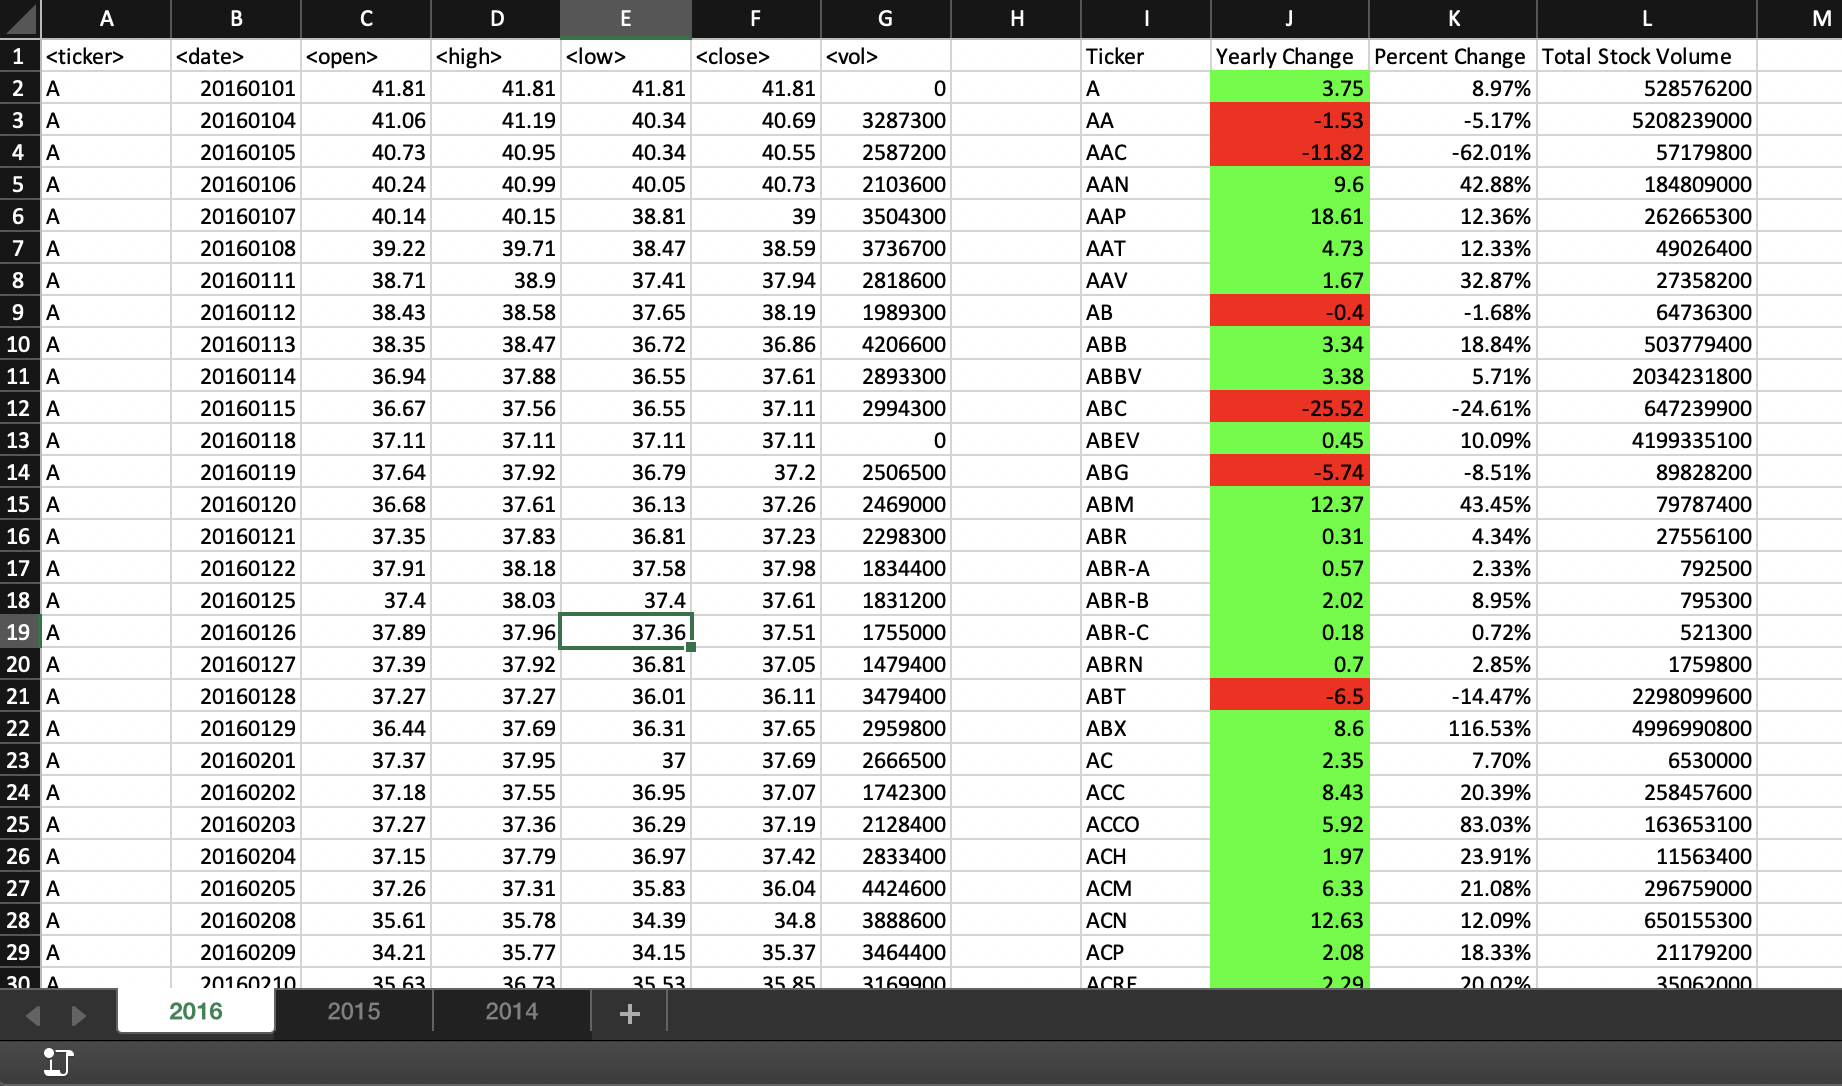 A B C D E F G H I J K L M
1 <ticker> <date> <open> <high> <low> <close> <vol> Ticker Yearly Change Percent Change Total Stock Volume
2 A 20160101 41.81 41.81 41.81 41.81 0 A 3.75 8.97% 528576200
3 A 20160104 41.06 41.19 40.34 40.69 3287300 AA -1.53 -5.17% 5208239000
4 A 20160105 40.73 40.95 40.34 40.55 2587200 AAC -11.82 -62.01% 57179800
5 A 20160106 40.24 40.99 40.05 40.73 2103600 AAN 9.6 42.88% 184809000
6 A 20160107 40.14 40.15 38.81 39 3504300 AAP 18.61 12.36% 262665300
7 A 20160108 39.22 39.71 38.47 38.59 3736700 AAT 4.73 12.33% 49026400
8 A 20160111 38.71 38.9 37.41 37.94 2818600 AAV 1.67 32.87% 27358200
9 A 20160112 38.43 38.58 37.65 38.19 1989300 AB -0.4 -1.68% 64736300
10 A 20160113 38.35 38.47 36.72 36.86 4206600 ABB 3.34 18.84% 503779400
11 A 20160114 36.94 37.88 36.55 37.61 2893300 ABBV 3.38 5.71% 2034231800
12 A 20160115 36.67 37.56 36.55 37.11 2994300 ABC -25.52 -24.61% 647239900
13 A 20160118 37.11 37.11 37.11 37.11 0 ABEV 0.45 10.09% 4199335100
14 A 20160119 37.64 37.92 36.79 37.2 2506500 ABG -5.74 -8.51% 89828200
15 A 20160120 36.68 37.61 36.13 37.26 2469000 ABM 12.37 43.45% 79787400
16 A 20160121 37.35 37.83 36.81 37.23 2298300 ABR 0.31 4.34% 27556100
17 A 20160122 37.91 38.18 37.58 37.98 1834400 ABR-A 0.57 2.33% 792500
18 A 20160125 37.4 38.03 37.4 37.61 1831200 ABR-B 2.02 8.95% 795300
19 A 20160126 37.89 37.96 37.36 37.51 1755000 ABR-C 0.18 0.72% 521300
20 A 20160127 37.39 37.92 36.81 37.05 1479400 ABRN 0.7 2.85% 1759800
21 A 20160128 37.27 37.27 36.01 36.11 3479400 ABT -6.5 -14.47% 2298099600
22 A 20160129 36.44 37.69 36.31 37.65 2959800 ABX 8.6 116.53% 4996990800
23 A 20160201 37.37 37.95 37 37.69 2666500 AC 2.35 7.70% 6530000
24 A 20160202 37.18 37.55 36.95 37.07 1742300 ACC 8.43 20.39% 258457600
25 A 20160203 37.27 37.36 36.29 37.19 2128400 ACCO 5.92 83.03% 163653100
26 A 20160204 37.15 37.79 36.97 37.42 2833400 ACH 1.97 23.91% 11563400
27 A 20160205 37.26 37.31 35.83 36.04 4424600 ACM 6.33 21.08% 296759000
28 A 20160208 35.61 35.78 34.39 34.8 3888600 ACN 12.63 12.09% 650155300
29 A 20160209 34.21 35.77 34.15 35.37 3464400 ACP 2.08 18.33% 21179200
30 A 20160210 35.63 36.73 35.53 35.85 3169900 ACRE 2.29 20.02% 35062000
2016 2015 2014 +